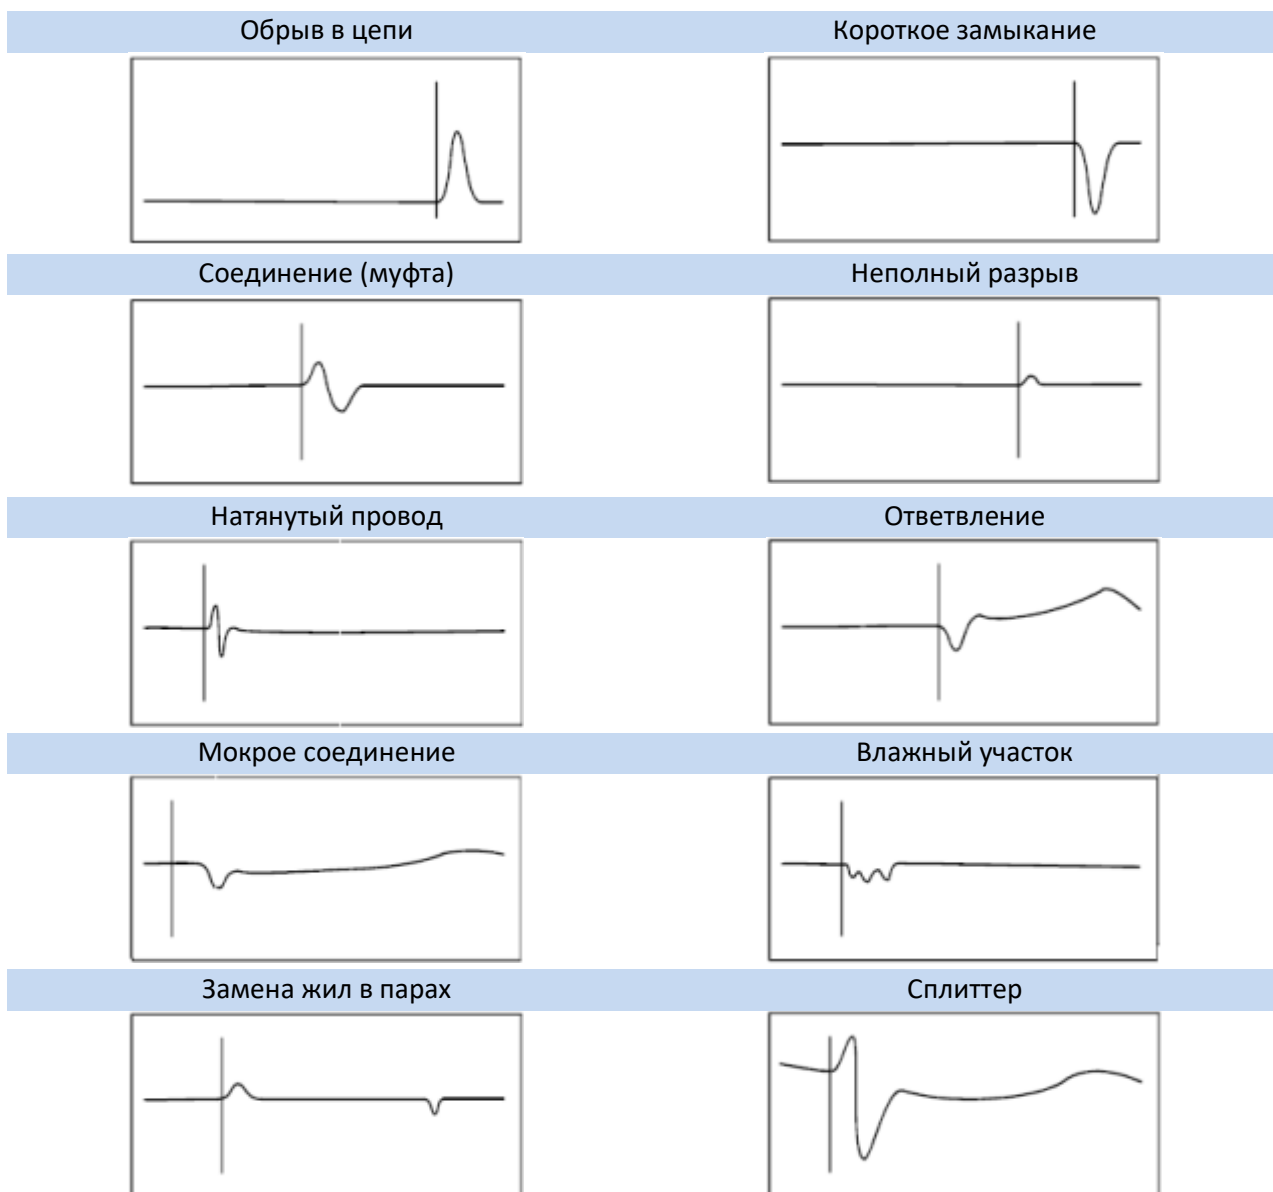 Обрыв в цепи
Короткое замыкание
Соединение (муфта)
Неполный разрыв
Натянутый провод
Ответвление
Мокрое соединение
Влажный участок
Замена жил в парах
Сплиттер